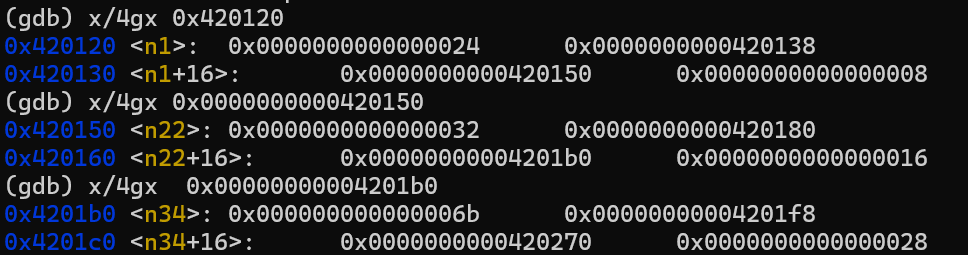 (gdb) x/4gx 0x420120
0x420120 <n1>: 0x0000000000000024 0x0000000000420138
0x420130 <n1+16>: 0x0000000000420150 0x0000000000000008
(gdb) x/4gx 0x0000000000420150
0x420150 <n22>: 0x0000000000000032 0x0000000000420180
0x420160 <n22+16>: 0x00000000004201b0 0x0000000000000016
(gdb) x/4gx 0x00000000004201b0
0x4201b0 <n34>: 0x000000000000006b 0x00000000004201f8
0x4201c0 <n34+16>: 0x0000000000420270 0x0000000000000028